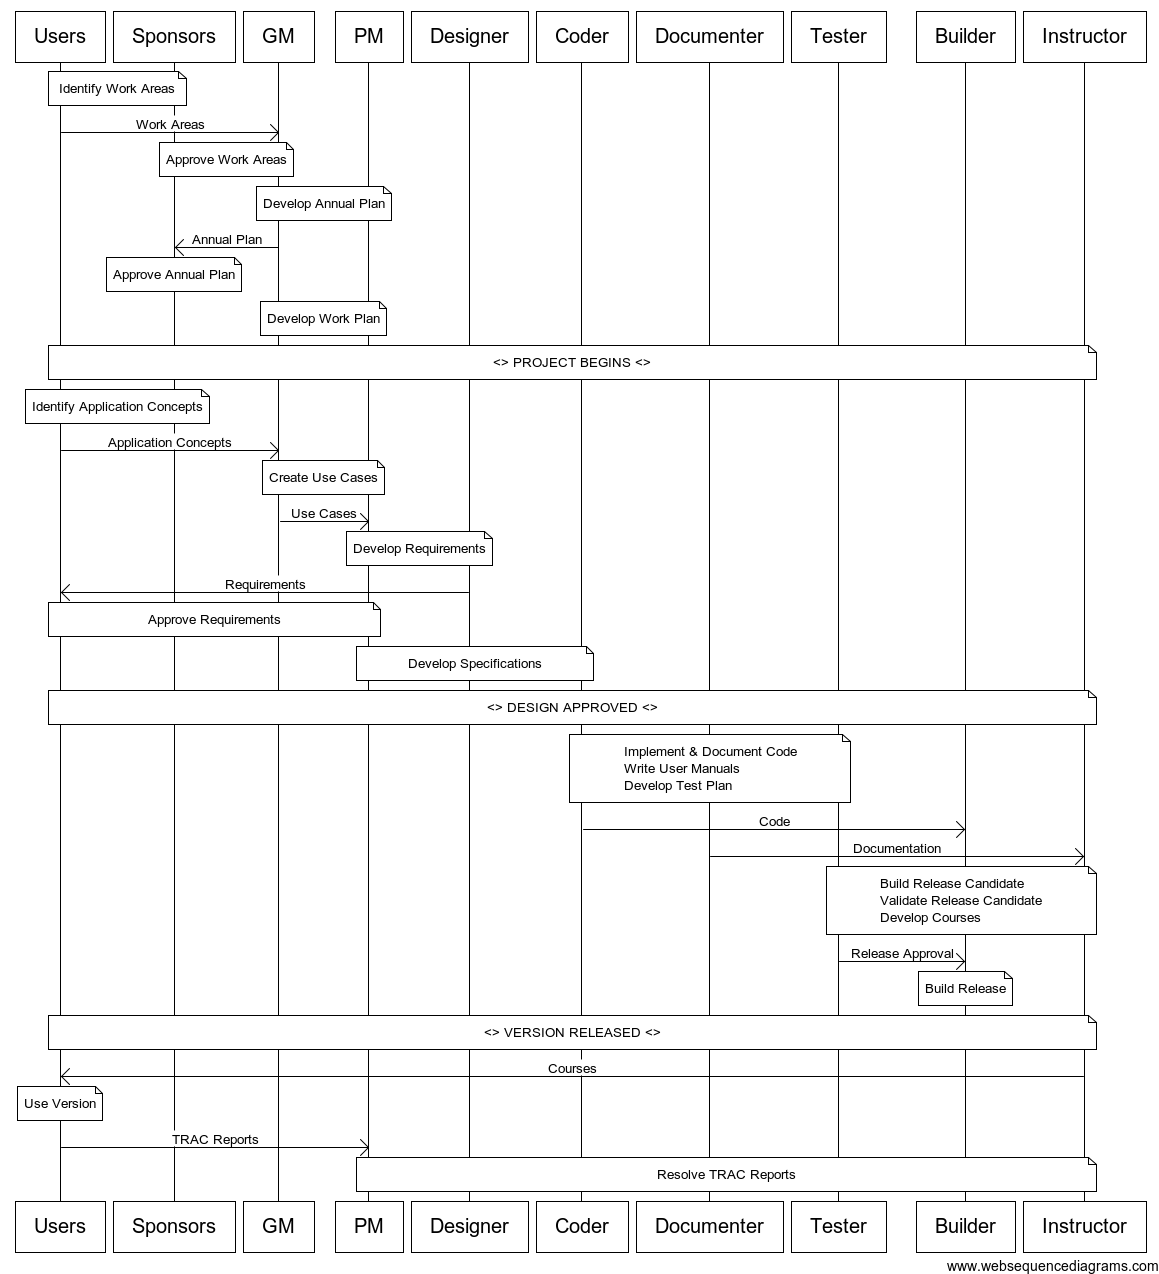 Users
Sponsors
GM
PM
Designer
Coder
Documenter
Tester
Builder
Instructor
Identify Work Areas
Work Areas
Approve Work Areas
Develop Annual Plan
Annual Plan
Approve Annual Plan
Develop Work Plan
<> PROJECT BEGINS <>
Identify Application Concepts
Application Concepts
Create Use Cases
Use Cases
Develop Requirements
Requirements
Approve Requirements
Develop Specifications
<> DESIGN APPROVED <>
Implement & Document Code
Write User Manuals
Develop Test Plan
Code
Documentation
Build Release Candidate
Validate Release Candidate
Develop Courses
Release Approval
Build Release
<> VERSION RELEASED <>
Courses
Use Version
TRAC Reports
Resolve TRAC Reports
Users
Sponsors
GM
PM
Designer
Coder
Documenter
Tester
Builder
Instructor
www.websequencediagrams.com